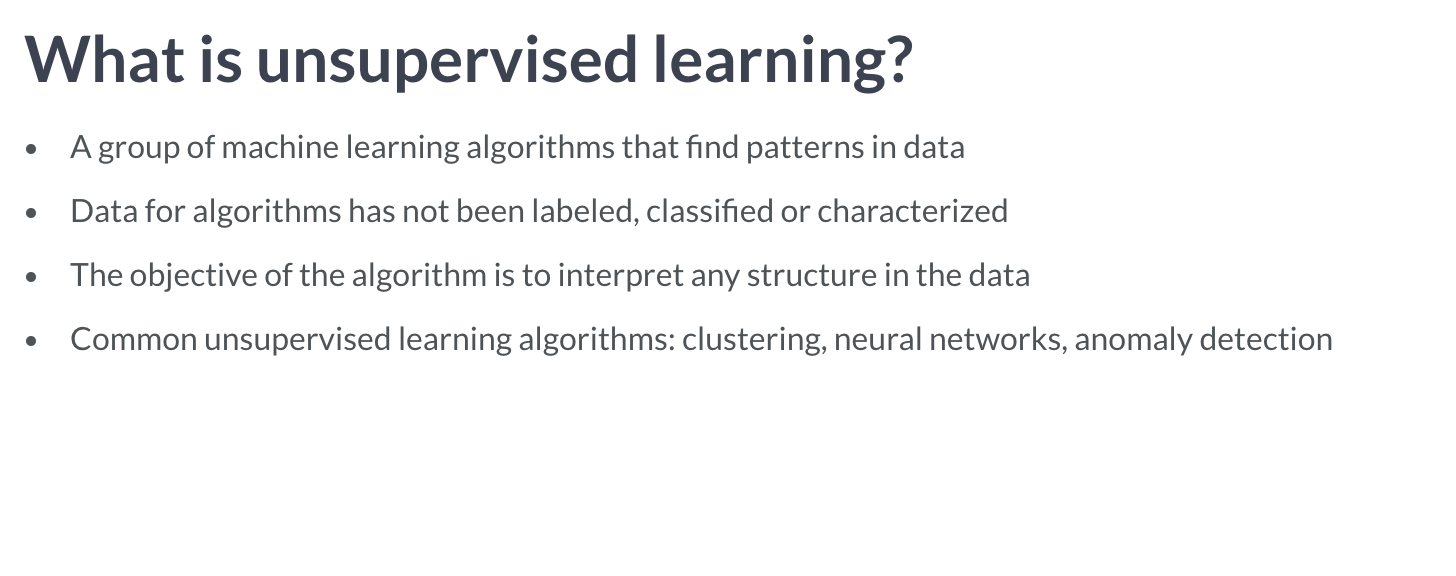 What is unsupervised learning?
• A group of machine learning algorithms that find patterns in data
• Data for algorithms has not been labeled, classified or characterized
• The objective of the algorithm is to interpret any structure in the data
• Common unsupervised learning algorithms: clustering, neural networks, anomaly detection